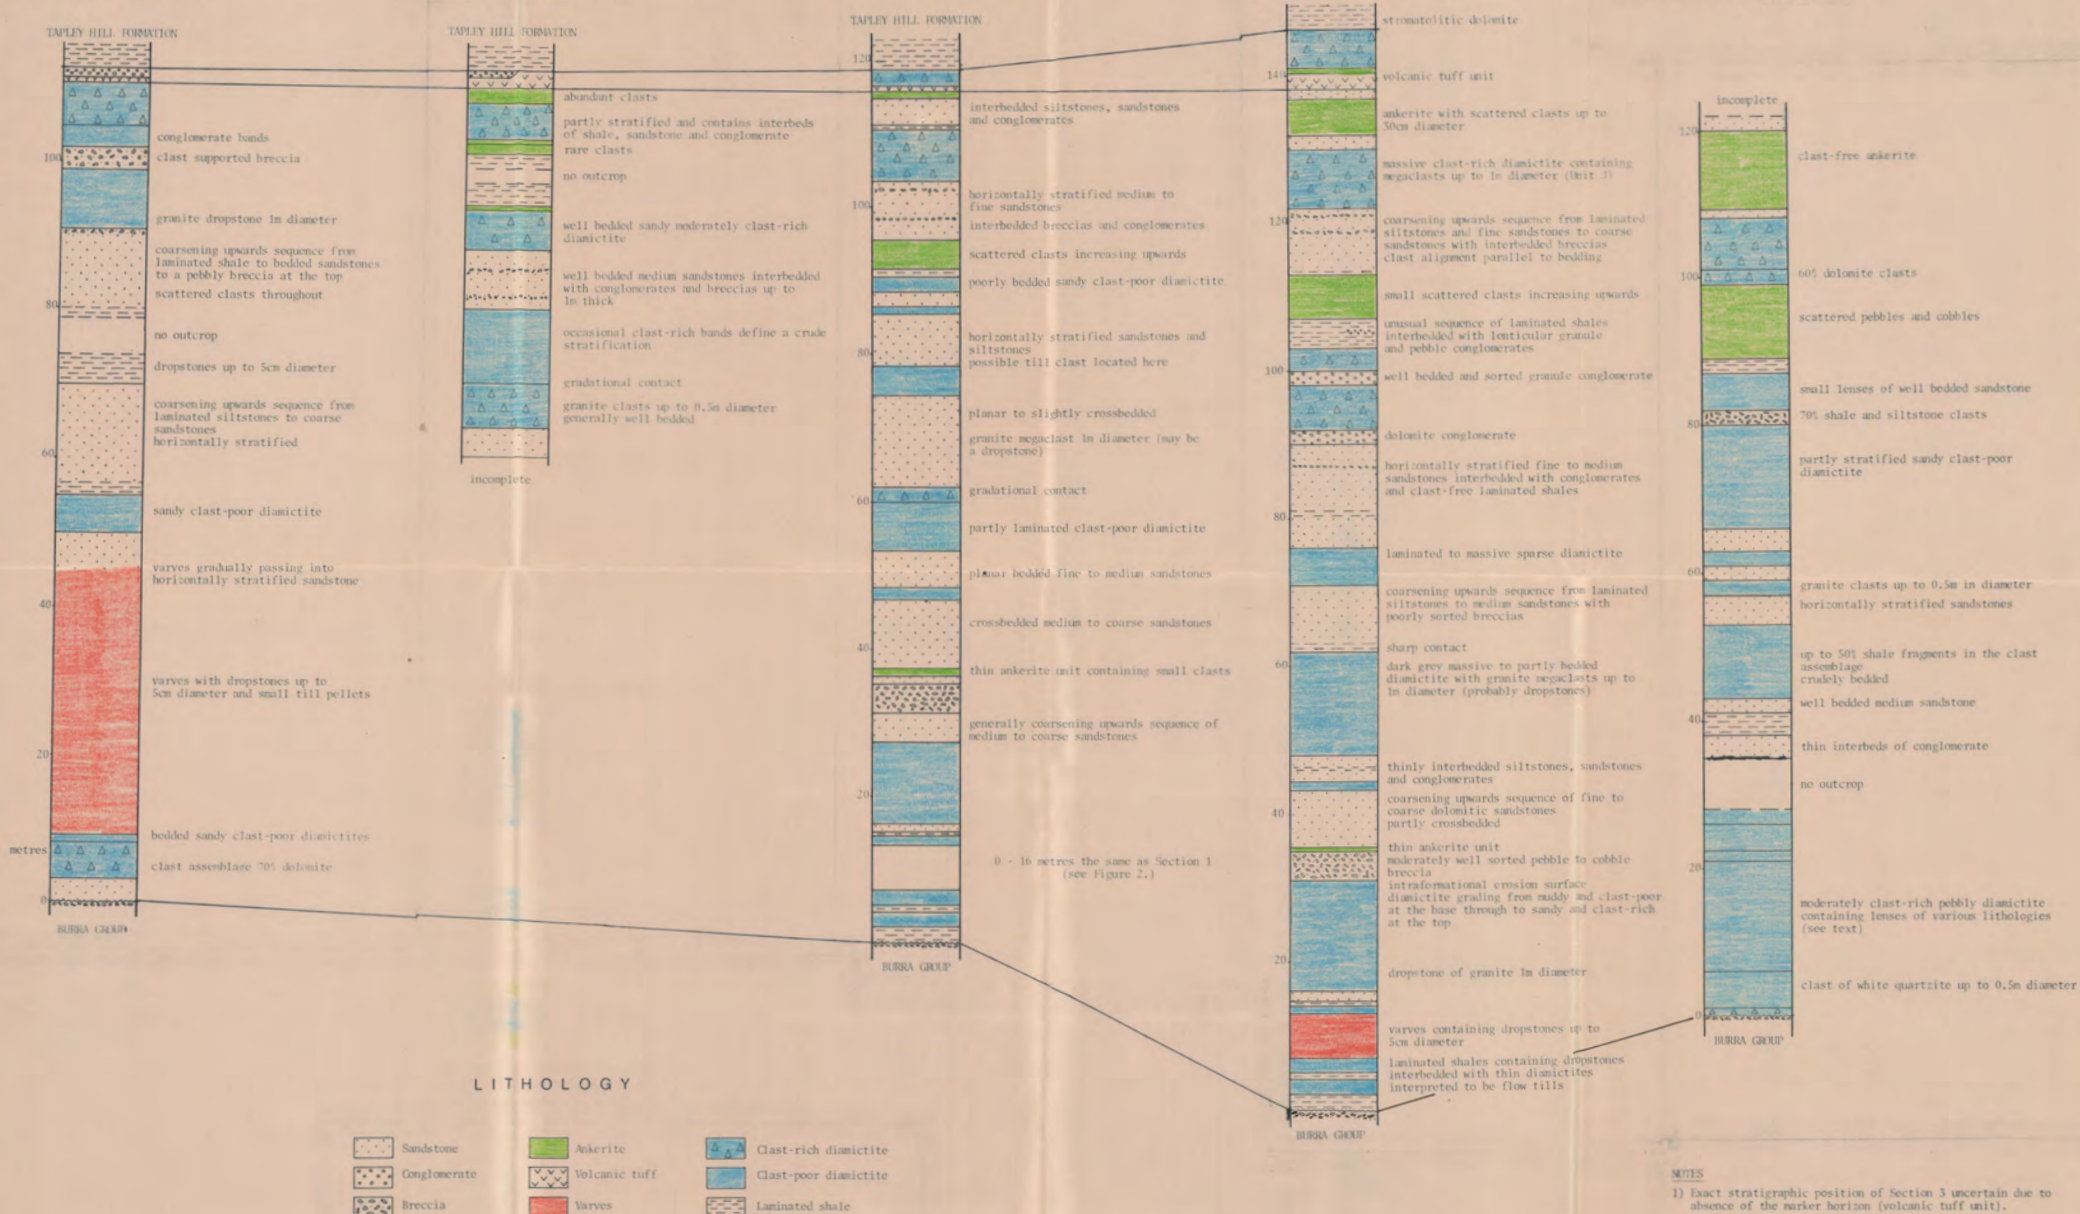 TAPLEY HILL FORMATION
conglomerate bands
100
clast supported breccia
granite dropstone 1m diameter
coarsening upwards sequence from
laminated shale to bedded sandstones
to a pebbly breccia at the top
scattered clasts throughout
80
no outcrop
dropstones up to 5cm diameter
coarsening upwards sequence from
laminated siltstones to coarse
sandstones
horizontally stratified
60
sandy clast-poor diamictite
varves gradually passing into
horizontally stratified sandstone
40
varves with dropstones up to
5cm diameter and small till pellets
20
bedded sandy clast-poor diamictites
metres
clast assemblage 70% dolomite
0
BURRA GROUP
TAPLEY HILL FORMATION
abundant clasts
partly stratified and contains interbeds
of shale, sandstone and conglomerate
rare clasts
no outcrop
well bedded sandy moderately clast-rich
diamictite
well bedded medium sandstones interbedded
with conglomerates and breccias up to
1m thick
occasional clast-rich bands define a crude
stratification
gradational contact
granite clasts up to 0.5m diameter
generally well bedded
incomplete
TAPLEY HILL FORMATION
120
interbedded siltstones, sandstones
and conglomerates
horizontally stratified medium to
fine sandstones
100
interbedded breccias and conglomerates
scattered clasts increasing upwards
poorly bedded sandy clast-poor diamictite
horizontally stratified sandstones and
siltstones
80
possible till clast located here
planar to slightly crossbedded
granite megaclast 1m diameter (may be
a dropstone)
60
gradational contact
partly laminated clast-poor diamictite
planar bedded fine to medium sandstones
crossbedded medium to coarse sandstones
40
thin ankerite unit containing small clasts
generally coarsening upwards sequence of
medium to coarse sandstones
20
0 - 16 metres the same as Section 1
(see Figure 2.)
BURRA GROUP
stromatolitic dolomite
140
volcanic tuff unit
ankerite with scattered clasts up to
30cm diameter
massive clast-rich diamictite containing
megaclasts up to 1m diameter (Unit J)
120
coarsening upwards sequence from laminated
siltstones and fine sandstones to coarse
sandstones with interbedded breccias
clast alignment parallel to bedding
small scattered clasts increasing upwards
unusual sequence of laminated shales
interbedded with lenticular granule
and pebble conglomerates
100
well bedded and sorted granule conglomerate
dolomite conglomerate
horizontally stratified fine to medium
sandstones interbedded with conglomerates
and clast-free laminated shales
80
laminated to massive sparse diamictite
coarsening upwards sequence from laminated
siltstones to medium sandstones with
poorly sorted breccias
sharp contact
60
dark grey massive to partly bedded
diamictite with granite megaclasts up to
1m diameter (probably dropstones)
thinly interbedded siltstones, sandstones
and conglomerates
coarsening upwards sequence of fine to
coarse dolomitic sandstones
40
partly crossbedded
thin ankerite unit
moderately well sorted pebble to cobble
breccia
intraformational erosion surface
diamictite grading from muddy and clast-poor
at the base through to sandy and clast-rich
at the top
20
dropstone of granite 1m diameter
varves containing dropstones up to
5cm diameter
laminated shales containing dropstones
interbedded with thin diamictites
interpreted to be flow tills
BURRA GROUP
incomplete
120
clast-free ankerite
100
60% dolomite clasts
scattered pebbles and cobbles
small lenses of well bedded sandstone
70% shale and siltstone clasts
80
partly stratified sandy clast-poor
diamictite
60
granite clasts up to 0.5m in diameter
horizontally stratified sandstones
up to 50% shale fragments in the clast
assemblage
crudely bedded
well bedded medium sandstone
40
thin interbeds of conglomerate
no outcrop
20
moderately clast-rich pebbly diamictite
containing lenses of various lithologies
(see text)
clast of white quartzite up to 0.5m diameter
0
BURRA GROUP
LITHOLOGY
Sandstone
Conglomerate
Breccia
Ankerite
Volcanic tuff
Varves
Clast-rich diamictite
Clast-poor diamictite
Laminated shale
NOTES
1) Exact stratigraphic position of Section 3 uncertain due to
absence of the marker horizon (volcanic tuff unit).